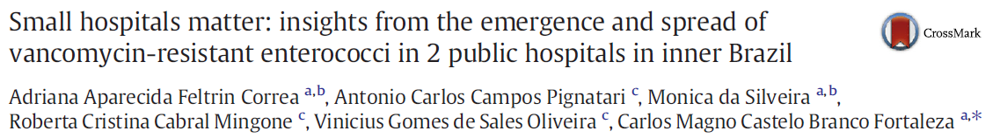 Small hospitals matter: insights from the emergence and spread of
vancomycin-resistant enterococci in 2 public hospitals in inner Brazil
CrossMark
Adriana Aparecida Feltrin Correa a,b, Antonio Carlos Campos Pignatari c, Monica da Silveira a,b,
Roberta Cristina Cabral Mingone c, Vinicius Gomes de Sales Oliveira c, Carlos Magno Castelo Branco Fortaleza a,*